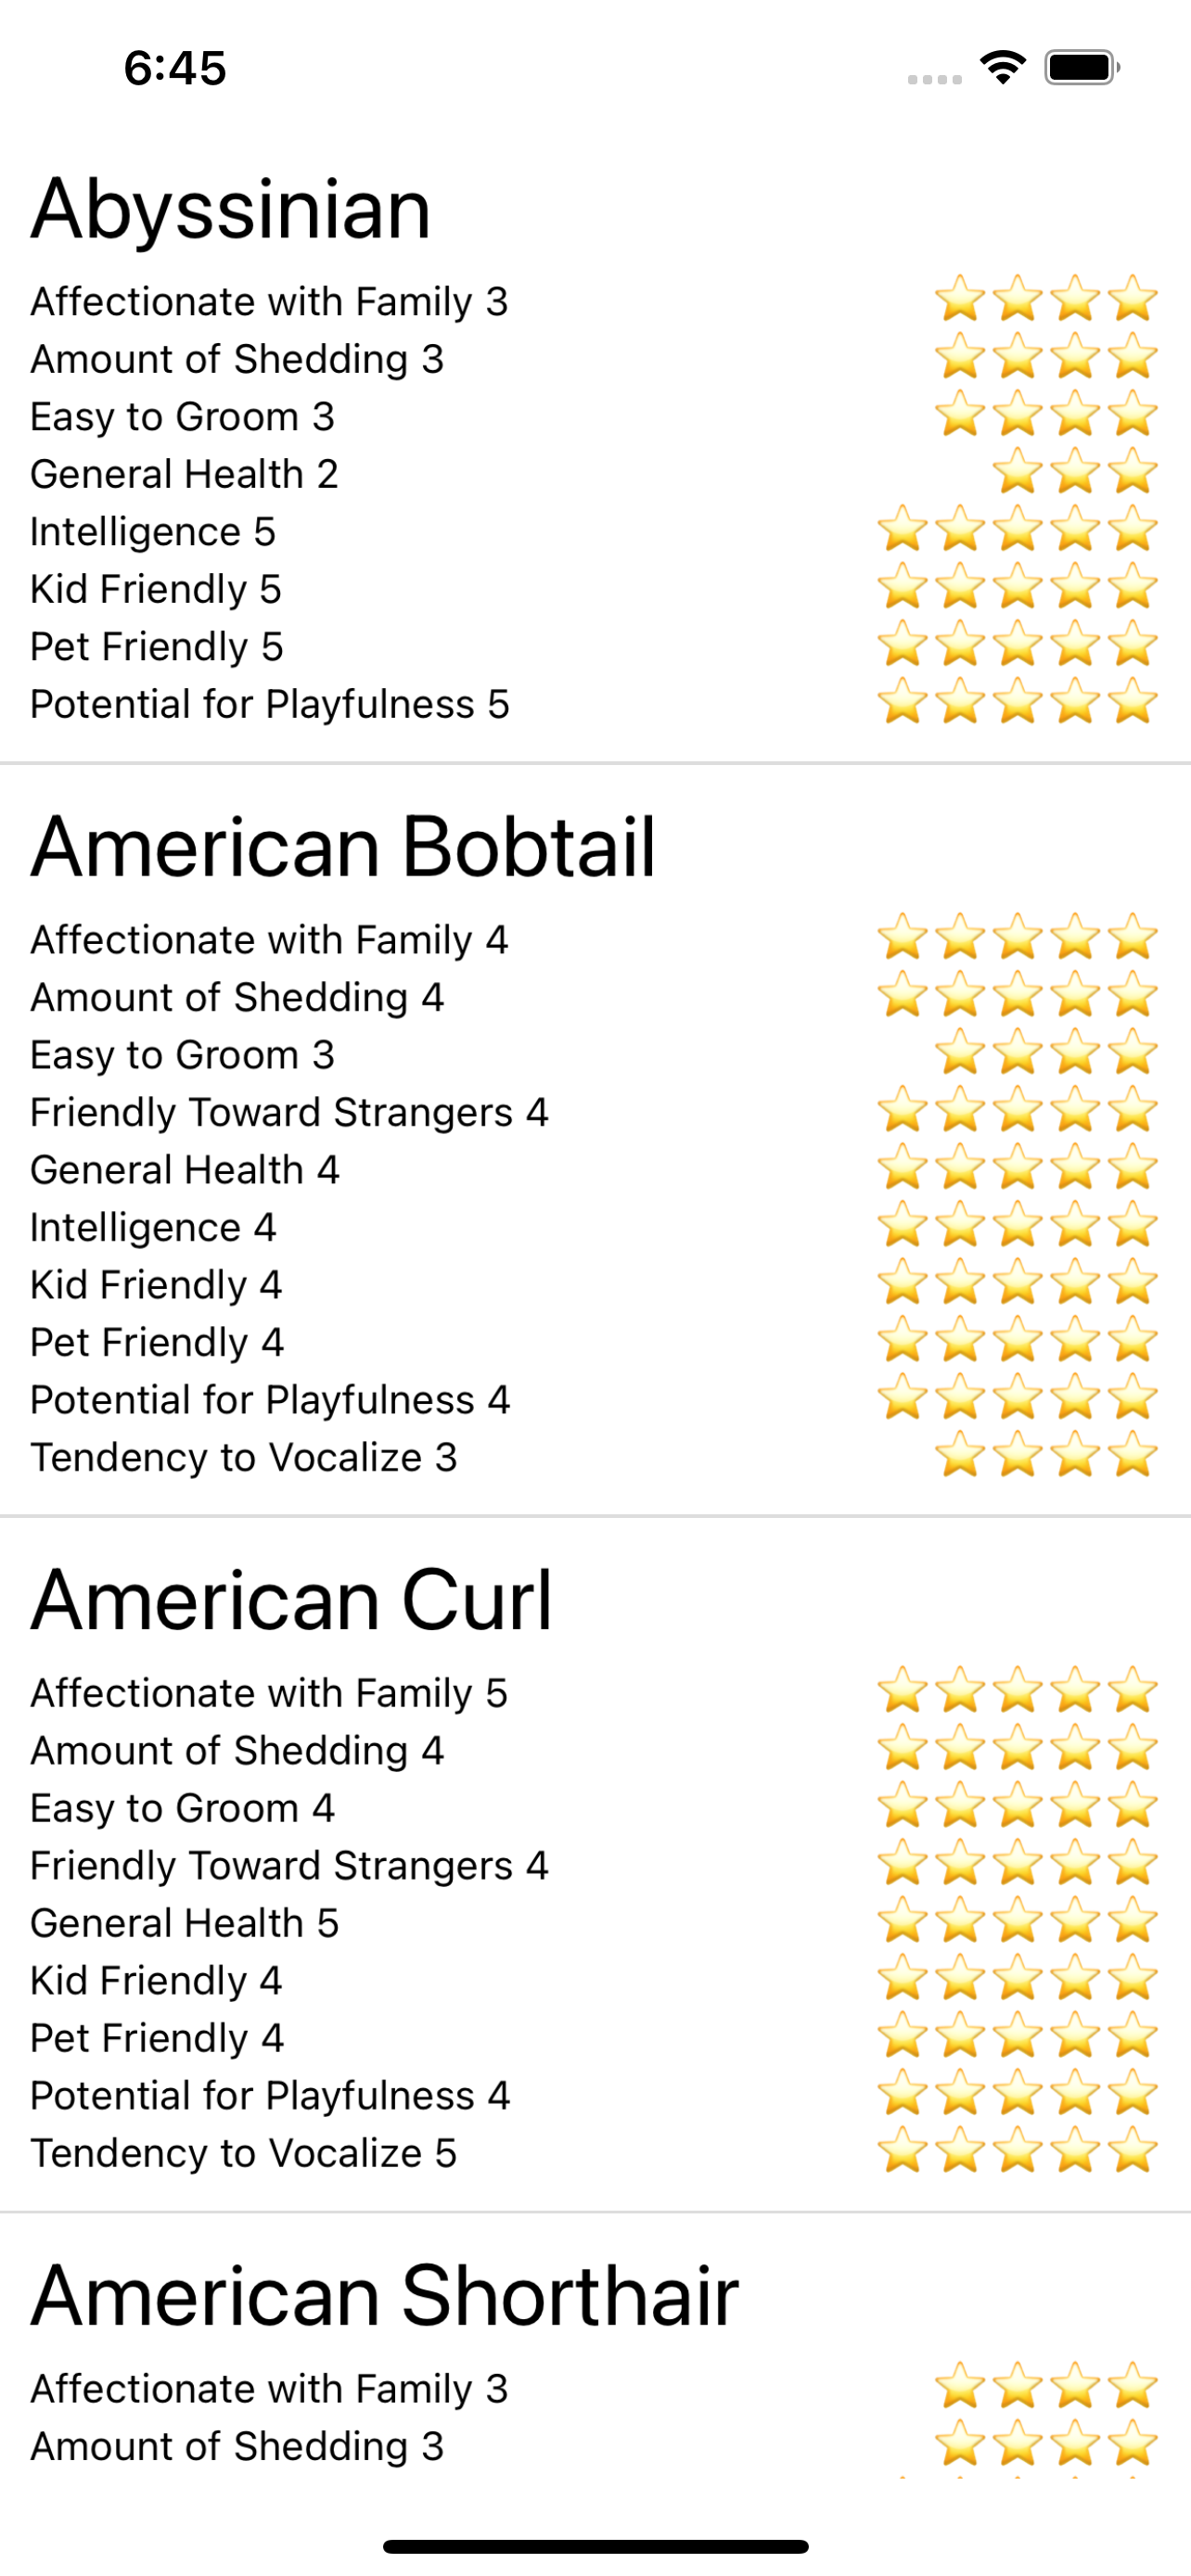 6:45
Abyssinian
Affectionate with Family 3 ⭐⭐⭐⭐
Amount of Shedding 3 ⭐⭐⭐⭐
Easy to Groom 3 ⭐⭐⭐⭐
General Health 2 ⭐⭐⭐
Intelligence 5 ⭐⭐⭐⭐⭐
Kid Friendly 5 ⭐⭐⭐⭐⭐
Pet Friendly 5 ⭐⭐⭐⭐⭐
Potential for Playfulness 5 ⭐⭐⭐⭐⭐
American Bobtail
Affectionate with Family 4 ⭐⭐⭐⭐⭐
Amount of Shedding 4 ⭐⭐⭐⭐⭐
Easy to Groom 3 ⭐⭐⭐⭐
Friendly Toward Strangers 4 ⭐⭐⭐⭐⭐
General Health 4 ⭐⭐⭐⭐⭐
Intelligence 4 ⭐⭐⭐⭐⭐
Kid Friendly 4 ⭐⭐⭐⭐⭐
Pet Friendly 4 ⭐⭐⭐⭐⭐
Potential for Playfulness 4 ⭐⭐⭐⭐⭐
Tendency to Vocalize 3 ⭐⭐⭐⭐
American Curl
Affectionate with Family 5 ⭐⭐⭐⭐⭐
Amount of Shedding 4 ⭐⭐⭐⭐⭐
Easy to Groom 4 ⭐⭐⭐⭐⭐
Friendly Toward Strangers 4 ⭐⭐⭐⭐⭐
General Health 5 ⭐⭐⭐⭐⭐
Kid Friendly 4 ⭐⭐⭐⭐⭐
Pet Friendly 4 ⭐⭐⭐⭐⭐
Potential for Playfulness 4 ⭐⭐⭐⭐⭐
Tendency to Vocalize 5 ⭐⭐⭐⭐⭐
American Shorthair
Affectionate with Family 3 ⭐⭐⭐⭐
Amount of Shedding 3 ⭐⭐⭐⭐